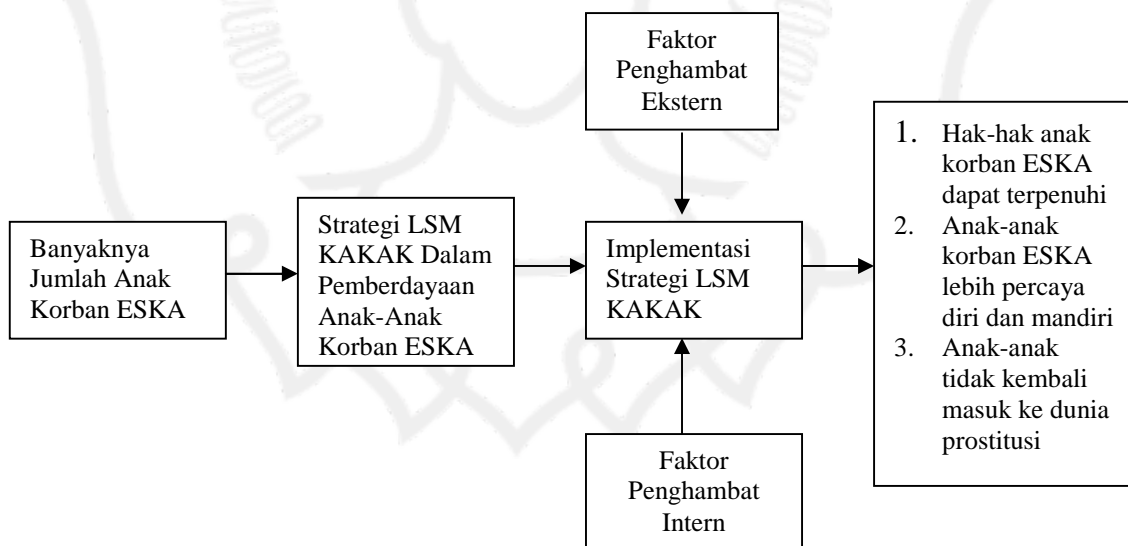 Faktor
Penghambat
Ekstern
Banyaknya
Jumlah Anak
Korban ESKA
Strategi LSM
KAKAK Dalam
Pemberdayaan
Anak-Anak
Korban ESKA
Implementasi
Strategi LSM
KAKAK
1. Hak-hak anak
korban ESKA
dapat terpenuhi
2. Anak-anak
korban ESKA
lebih percaya
diri dan mandiri
3. Anak-anak
tidak kembali
masuk ke dunia
prostitusi
Faktor
Penghambat
Intern